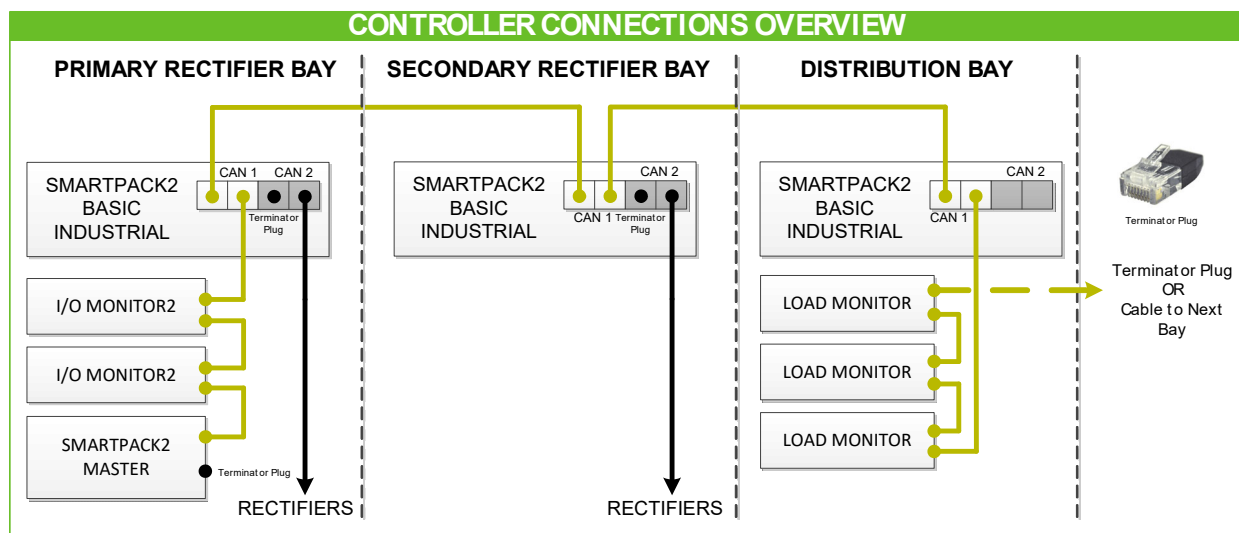 CONTROLLER CONNECTIONS OVERVIEW
PRIMARY RECTIFIER BAY
SECONDARY RECTIFIER BAY
DISTRIBUTION BAY
SMARTPACK2
BASIC
INDUSTRIAL
CAN 1
CAN 2
Terminator
Plug
I/O MONITOR2
I/O MONITOR2
SMARTPACK2
MASTER
Terminator Plug
RECTIFIERS
SMARTPACK2
BASIC
INDUSTRIAL
CAN 2
CAN 1
Terminator
Plug
RECTIFIERS
SMARTPACK2
BASIC
INDUSTRIAL
CAN 2
CAN 1
LOAD MONITOR
LOAD MONITOR
LOAD MONITOR
Terminator Plug
Terminator Plug
OR
Cable to Next
Bay